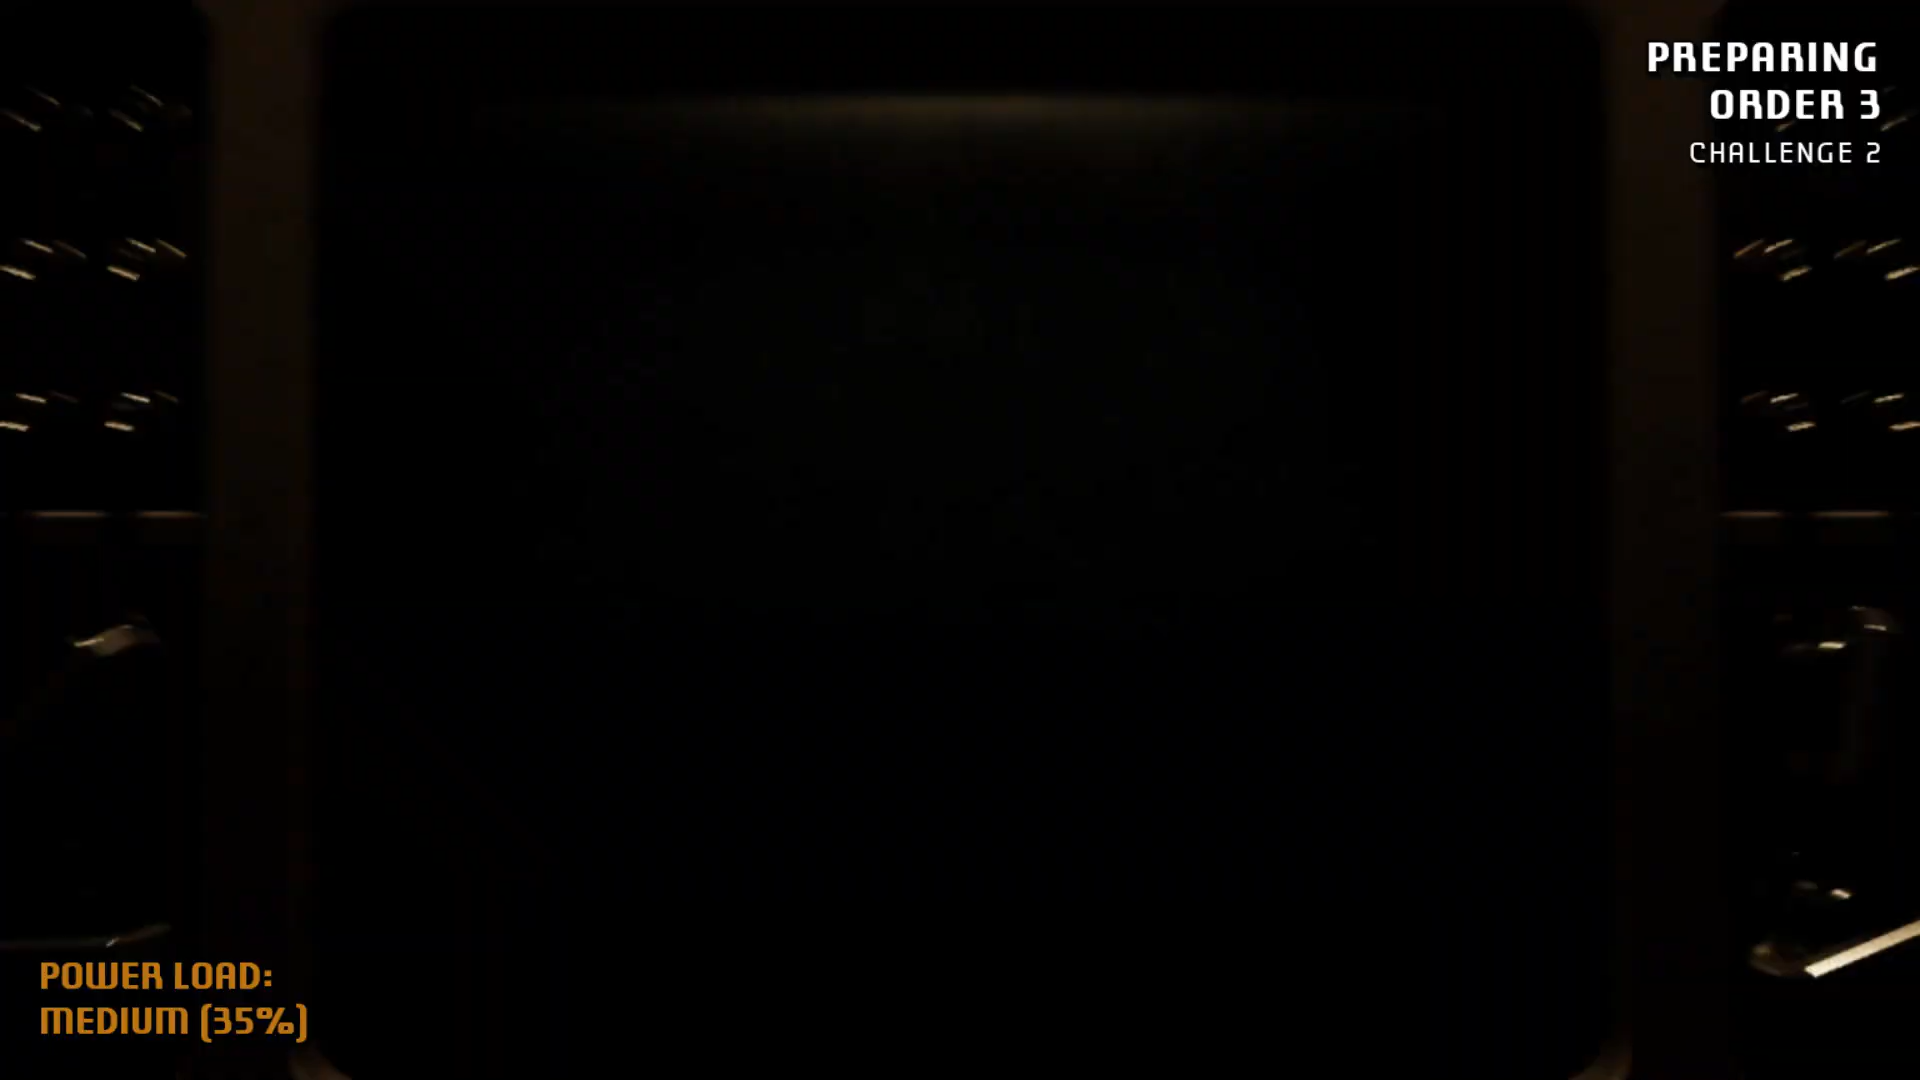 PREPARING
ORDER 3
CHALLENGE 2
POWER LOAD:
MEDIUM (35%)